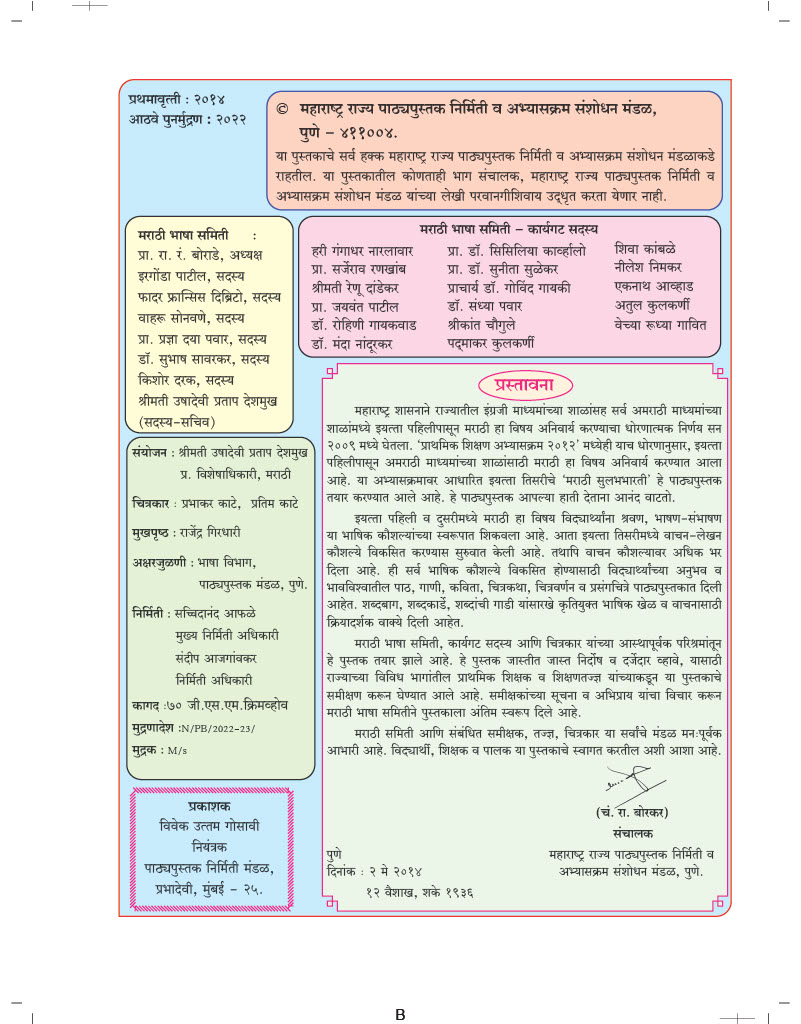 प्रथमावृत्ती : २०१४
आठवे पुनर्मुद्रण : २०२२
© महाराष्ट्र राज्य पाठ्यपुस्तक निर्मिती व अभ्यासक्रम संशोधन मंडळ,
पुणे – ४११००४.
या पुस्तकाचे सर्व हक्क महाराष्ट्र राज्य पाठ्यपुस्तक निर्मिती व अभ्यासक्रम संशोधन मंडळाकडे
राहतील. या पुस्तकातील कोणताही भाग संचालक, महाराष्ट्र राज्य पाठ्यपुस्तक निर्मिती व
अभ्यासक्रम संशोधन मंडळ यांच्या लेखी परवानगीशिवाय उद्धृत करता येणार नाही.
मराठी भाषा समिती :
प्रा. रा. रं. बोराडे, अध्यक्ष
इरगोंडा पाटील, सदस्य
फादर फ्रान्सिस दिब्रिटो, सदस्य
वाहरू सोनवणे, सदस्य
प्रा. प्रज्ञा दया पवार, सदस्य
डॉ. सुभाष सावरकर, सदस्य
किशोर दरक, सदस्य
श्रीमती उषादेवी प्रताप देशमुख
(सदस्य-सचिव)
मराठी भाषा समिती – कार्यगट सदस्य
हरी गंगाधर नारलावार
प्रा. सर्जेराव रणखांब
श्रीमती रेणू दांडेकर
प्रा. जयवंत पाटील
डॉ. रोहिणी गायकवाड
डॉ. मंदा नांदूरकर
प्रा. डॉ. सिसिलिया कार्व्हालो
प्रा. डॉ. सुनीता सुळेकर
प्राचार्य डॉ. गोविंद गायकी
डॉ. संध्या पवार
श्रीकांत चौगुले
पद्माकर कुलकर्णी
शिवा कांबळे
नीलेश निमकर
एकनाथ आव्हाड
अतुल कुलकर्णी
वेच्या रूध्या गावित
संयोजन : श्रीमती उषादेवी प्रताप देशमुख
प्र. विशेषाधिकारी, मराठी
चित्रकार : प्रभाकर काटे, प्रतिम काटे
मुखपृष्ठ : राजेंद्र गिरधारी
अक्षरजुळणी : भाषा विभाग,
पाठ्यपुस्तक मंडळ, पुणे.
निर्मिती : सच्चिदानंद आफळे
मुख्य निर्मिती अधिकारी
संदीप आजगांवकर
निर्मिती अधिकारी
कागद :७० जी.एस.एम.क्रिमव्होव
मुद्रणादेश :N/PB/2022-23/
मुद्रक : M/s
प्रकाशक
विवेक उत्तम गोसावी
नियंत्रक
पाठ्यपुस्तक निर्मिती मंडळ,
प्रभादेवी, मुंबई – २५.
प्रस्तावना
महाराष्ट्र शासनाने राज्यातील इंग्रजी माध्यमांच्या शाळांसह सर्व अमराठी माध्यमांच्या
शाळांमध्ये इयत्ता पहिलीपासून मराठी हा विषय अनिवार्य करण्याचा धोरणात्मक निर्णय सन
२००९ मध्ये घेतला. ‘प्राथमिक शिक्षण अभ्यासक्रम २०१२’ मध्येही याच धोरणानुसार, इयत्ता
पहिलीपासून अमराठी माध्यमांच्या शाळांसाठी मराठी हा विषय अनिवार्य करण्यात आला
आहे. या अभ्यासक्रमावर आधारित इयत्ता तिसरीचे ‘मराठी सुलभभारती’ हे पाठ्यपुस्तक
तयार करण्यात आले आहे. हे पाठ्यपुस्तक आपल्या हाती देताना आनंद वाटतो.
इयत्ता पहिली व दुसरीमध्ये मराठी हा विषय विद्यार्थ्यांना श्रवण, भाषण-संभाषण
या भाषिक कौशल्यांच्या स्वरूपात शिकवला आहे. आता इयत्ता तिसरीमध्ये वाचन-लेखन
कौशल्ये विकसित करण्यास सुरुवात केली आहे. तथापि वाचन कौशल्यावर अधिक भर
दिला आहे. ही सर्व भाषिक कौशल्ये विकसित होण्यासाठी विद्यार्थ्यांच्या अनुभव व
भावविश्वातील पाठ, गाणी, कविता, चित्रकथा, चित्रवर्णन व प्रसंगचित्रे पाठ्यपुस्तकात दिली
आहेत. शब्दबाग, शब्दकार्डे, शब्दांची गाडी यांसारखे कृतियुक्त भाषिक खेळ व वाचनासाठी
क्रियादर्शक वाक्ये दिली आहेत.
मराठी भाषा समिती, कार्यगट सदस्य आणि चित्रकार यांच्या आस्थापूर्वक परिश्रमांतून
हे पुस्तक तयार झाले आहे. हे पुस्तक जास्तीत जास्त निर्दोष व दर्जेदार व्हावे, यासाठी
राज्याच्या विविध भागांतील प्राथमिक शिक्षक व शिक्षणतज्ज्ञ यांच्याकडून या पुस्तकाचे
समीक्षण करून घेण्यात आले आहे. समीक्षकांच्या सूचना व अभिप्राय यांचा विचार करून
मराठी भाषा समितीने पुस्तकाला अंतिम स्वरूप दिले आहे.
मराठी समिती आणि संबंधित समीक्षक, तज्ज्ञ, चित्रकार या सर्वांचे मंडळ मनःपूर्वक
आभारी आहे. विद्यार्थी, शिक्षक व पालक या पुस्तकाचे स्वागत करतील अशी आशा आहे.
(चं. रा. बोरकर)
संचालक
महाराष्ट्र राज्य पाठ्यपुस्तक निर्मिती व
अभ्यासक्रम संशोधन मंडळ, पुणे.
पुणे
दिनांक : २ मे २०१४
१२ वैशाख, शके १९३६
B